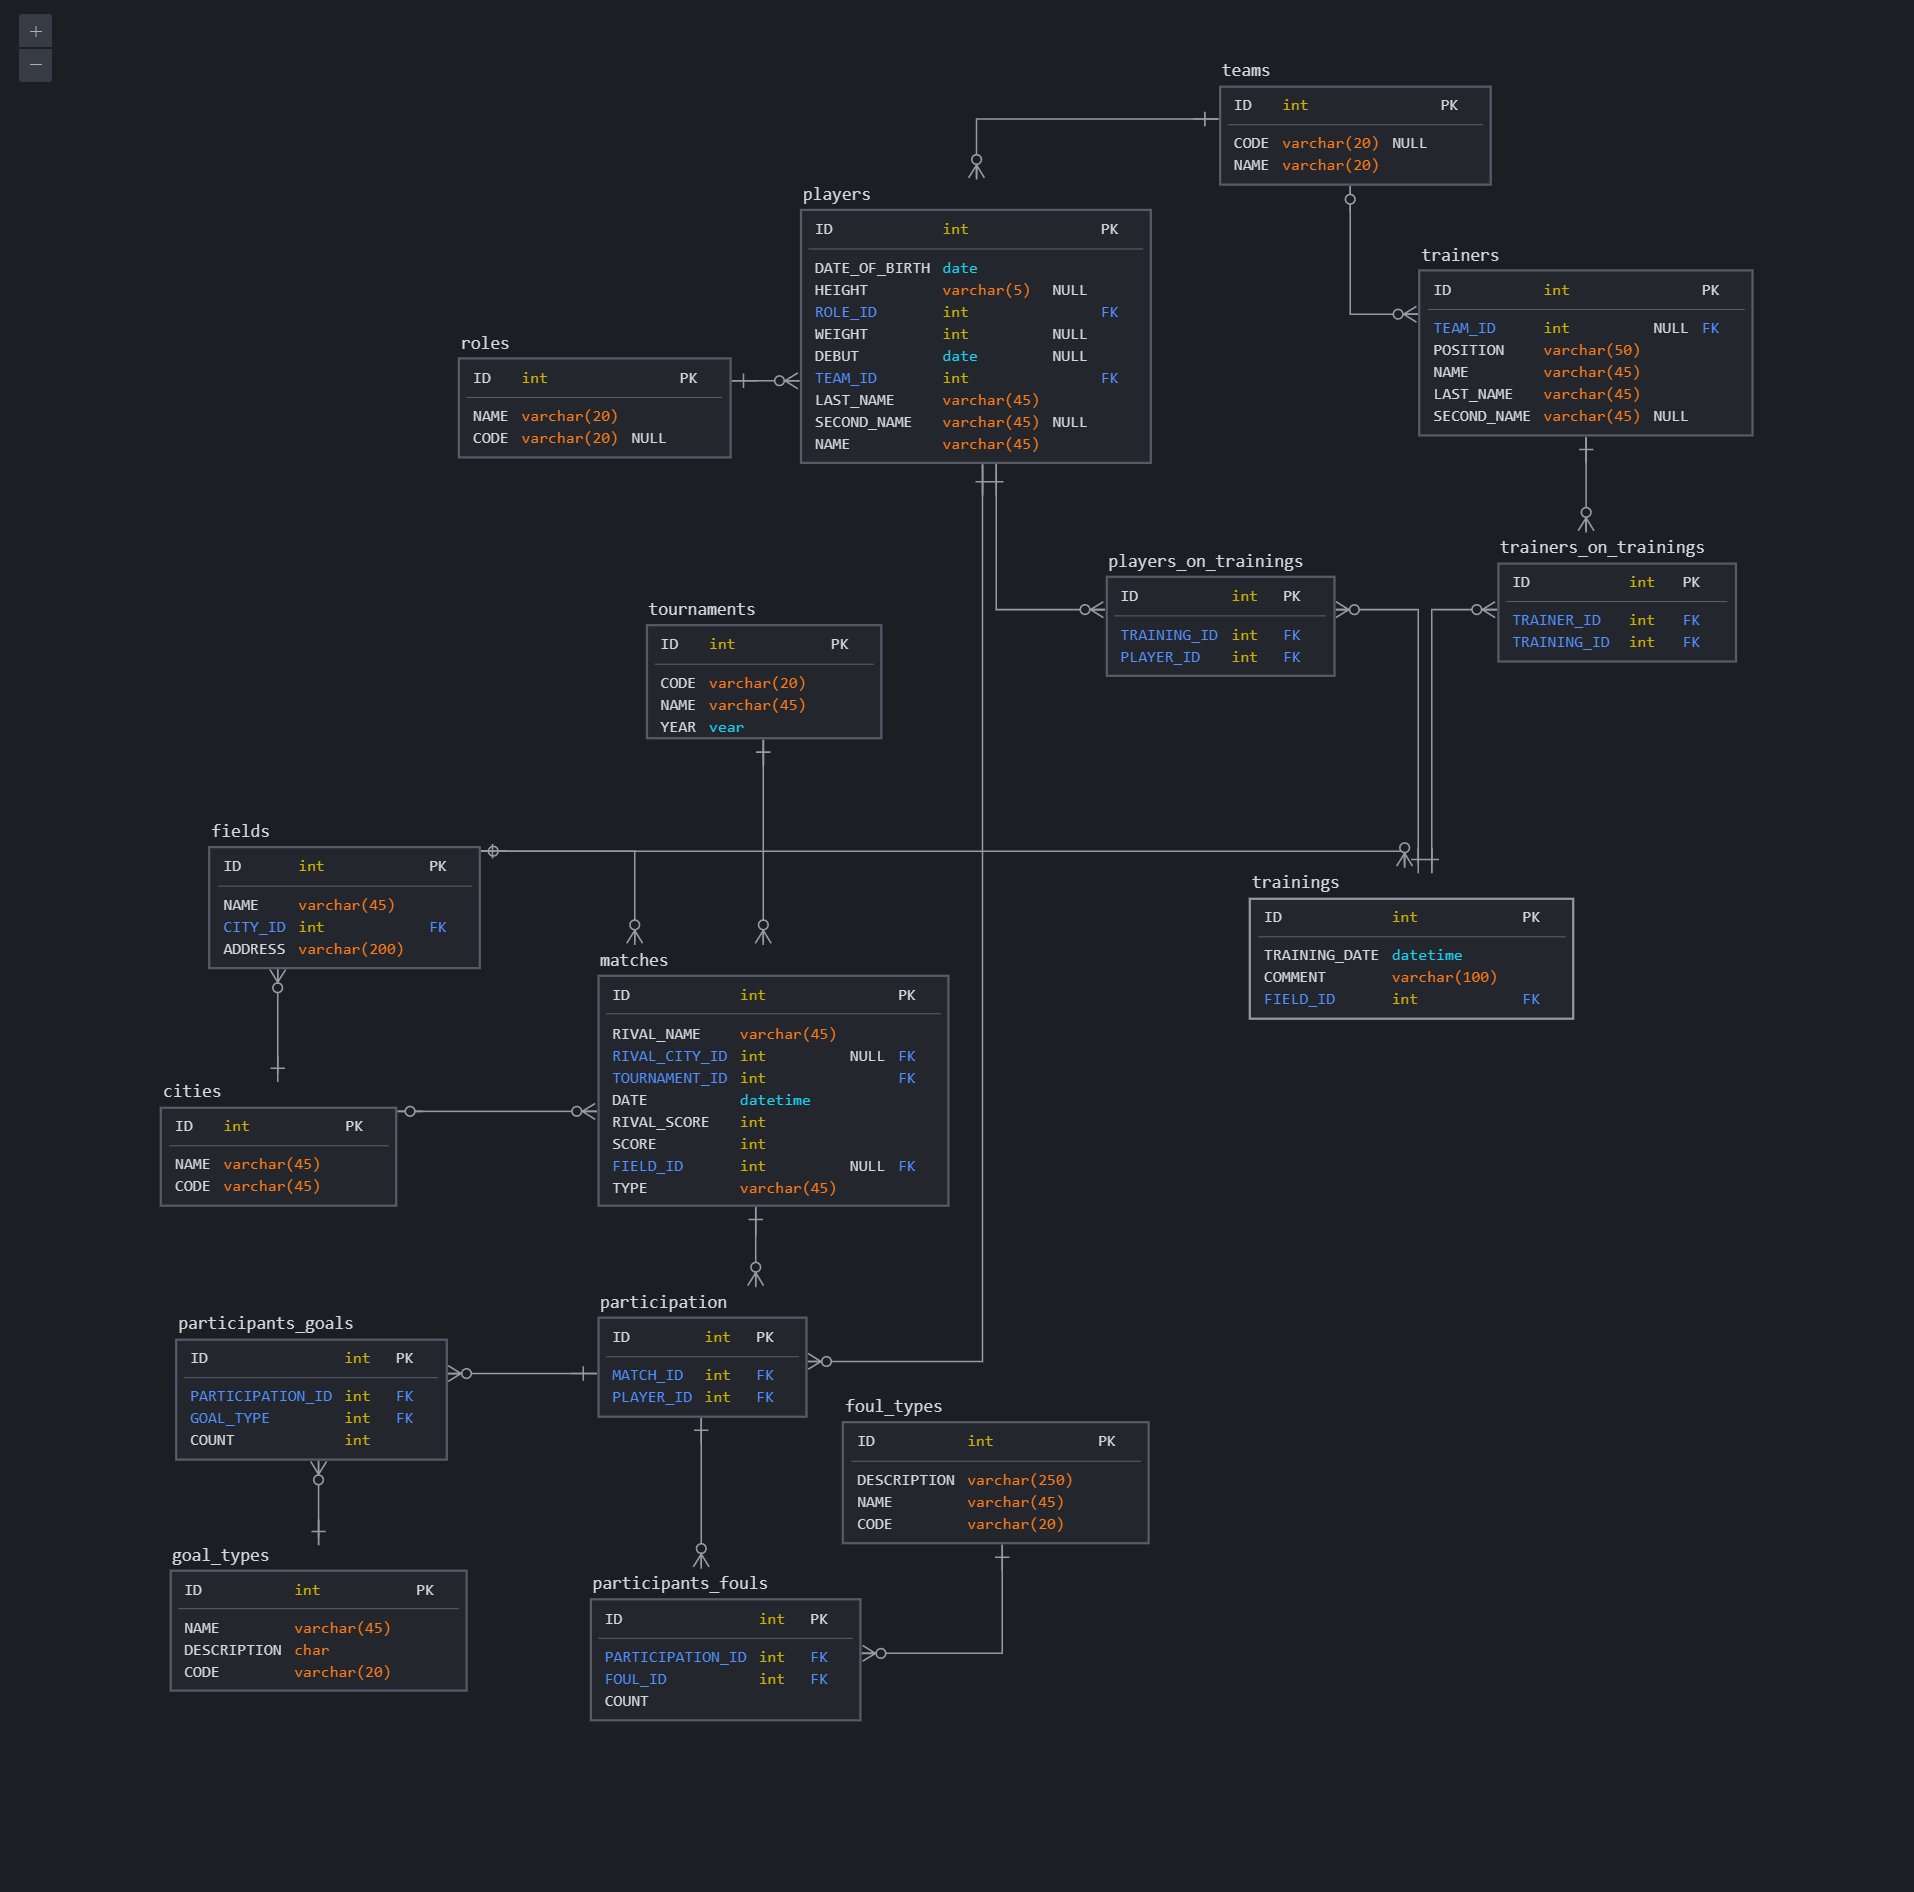 +
−
teams
ID int PK
CODE varchar(20) NULL
NAME varchar(20)
players
ID int PK
DATE_OF_BIRTH date
HEIGHT varchar(5) NULL
ROLE_ID int FK
WEIGHT int NULL
DEBUT date NULL
TEAM_ID int FK
LAST_NAME varchar(45)
SECOND_NAME varchar(45) NULL
NAME varchar(45)
trainers
ID int PK
TEAM_ID int NULL FK
POSITION varchar(50)
NAME varchar(45)
LAST_NAME varchar(45)
SECOND_NAME varchar(45) NULL
roles
ID int PK
NAME varchar(20)
CODE varchar(20) NULL
players_on_trainings
ID int PK
TRAINING_ID int FK
PLAYER_ID int FK
trainers_on_trainings
ID int PK
TRAINER_ID int FK
TRAINING_ID int FK
tournaments
ID int PK
CODE varchar(20)
NAME varchar(45)
YEAR year
fields
ID int PK
NAME varchar(45)
CITY_ID int FK
ADDRESS varchar(200)
trainings
ID int PK
TRAINING_DATE datetime
COMMENT varchar(100)
FIELD_ID int FK
matches
ID int PK
RIVAL_NAME varchar(45)
RIVAL_CITY_ID int NULL FK
TOURNAMENT_ID int FK
DATE datetime
RIVAL_SCORE int
SCORE int
FIELD_ID int NULL FK
TYPE varchar(45)
cities
ID int PK
NAME varchar(45)
CODE varchar(45)
participation
ID int PK
MATCH_ID int FK
PLAYER_ID int FK
participants_goals
ID int PK
PARTICIPATION_ID int FK
GOAL_TYPE int FK
COUNT int
foul_types
ID int PK
DESCRIPTION varchar(250)
NAME varchar(45)
CODE varchar(20)
goal_types
ID int PK
NAME varchar(45)
DESCRIPTION char
CODE varchar(20)
participants_fouls
ID int PK
PARTICIPATION_ID int FK
FOUL_ID int FK
COUNT